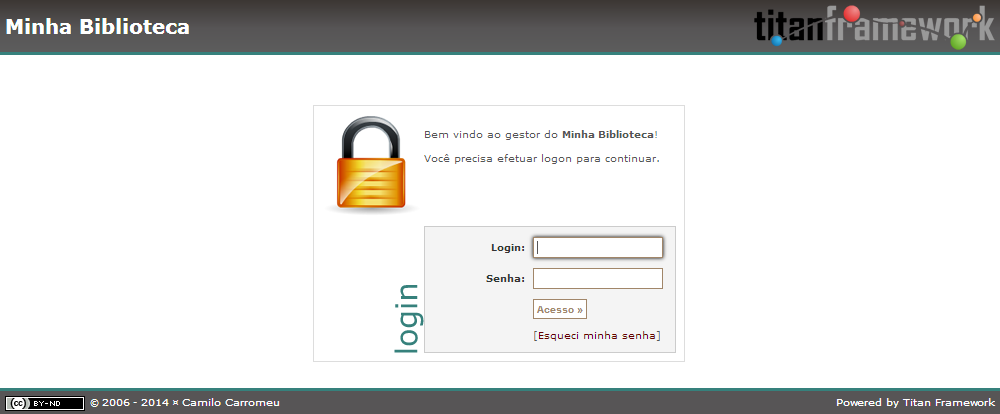 Minha Biblioteca
titanframework
Bem vindo ao gestor do Minha Biblioteca!
Você precisa efetuar logon para continuar.
login
Login:
Senha:
Acesso »
[Esqueci minha senha]
(cc) BY-ND © 2006 - 2014 ¤ Camilo Carromeu
Powered by Titan Framework